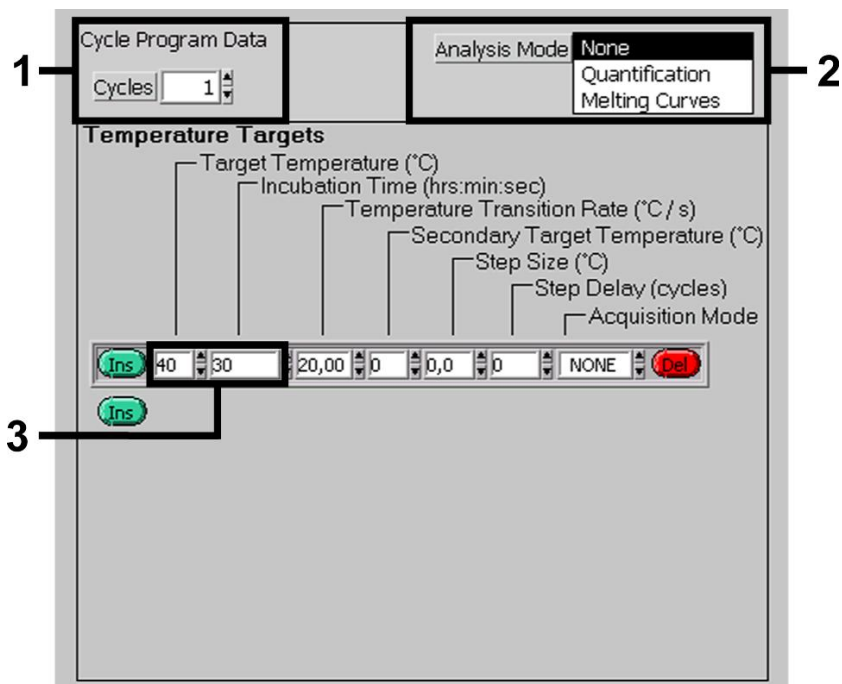 Cycle Program Data
Cycles 1
1
Analysis Mode None
Quantification
Melting Curves
2
Temperature Targets
Target Temperature (°C)
Incubation Time (hrs:min:sec)
Temperature Transition Rate (°C / s)
Secondary Target Temperature (°C)
Step Size (°C)
Step Delay (cycles)
Acquisition Mode
Ins 40 30 20,00 0 0,0 0 NONE Del
Ins
3